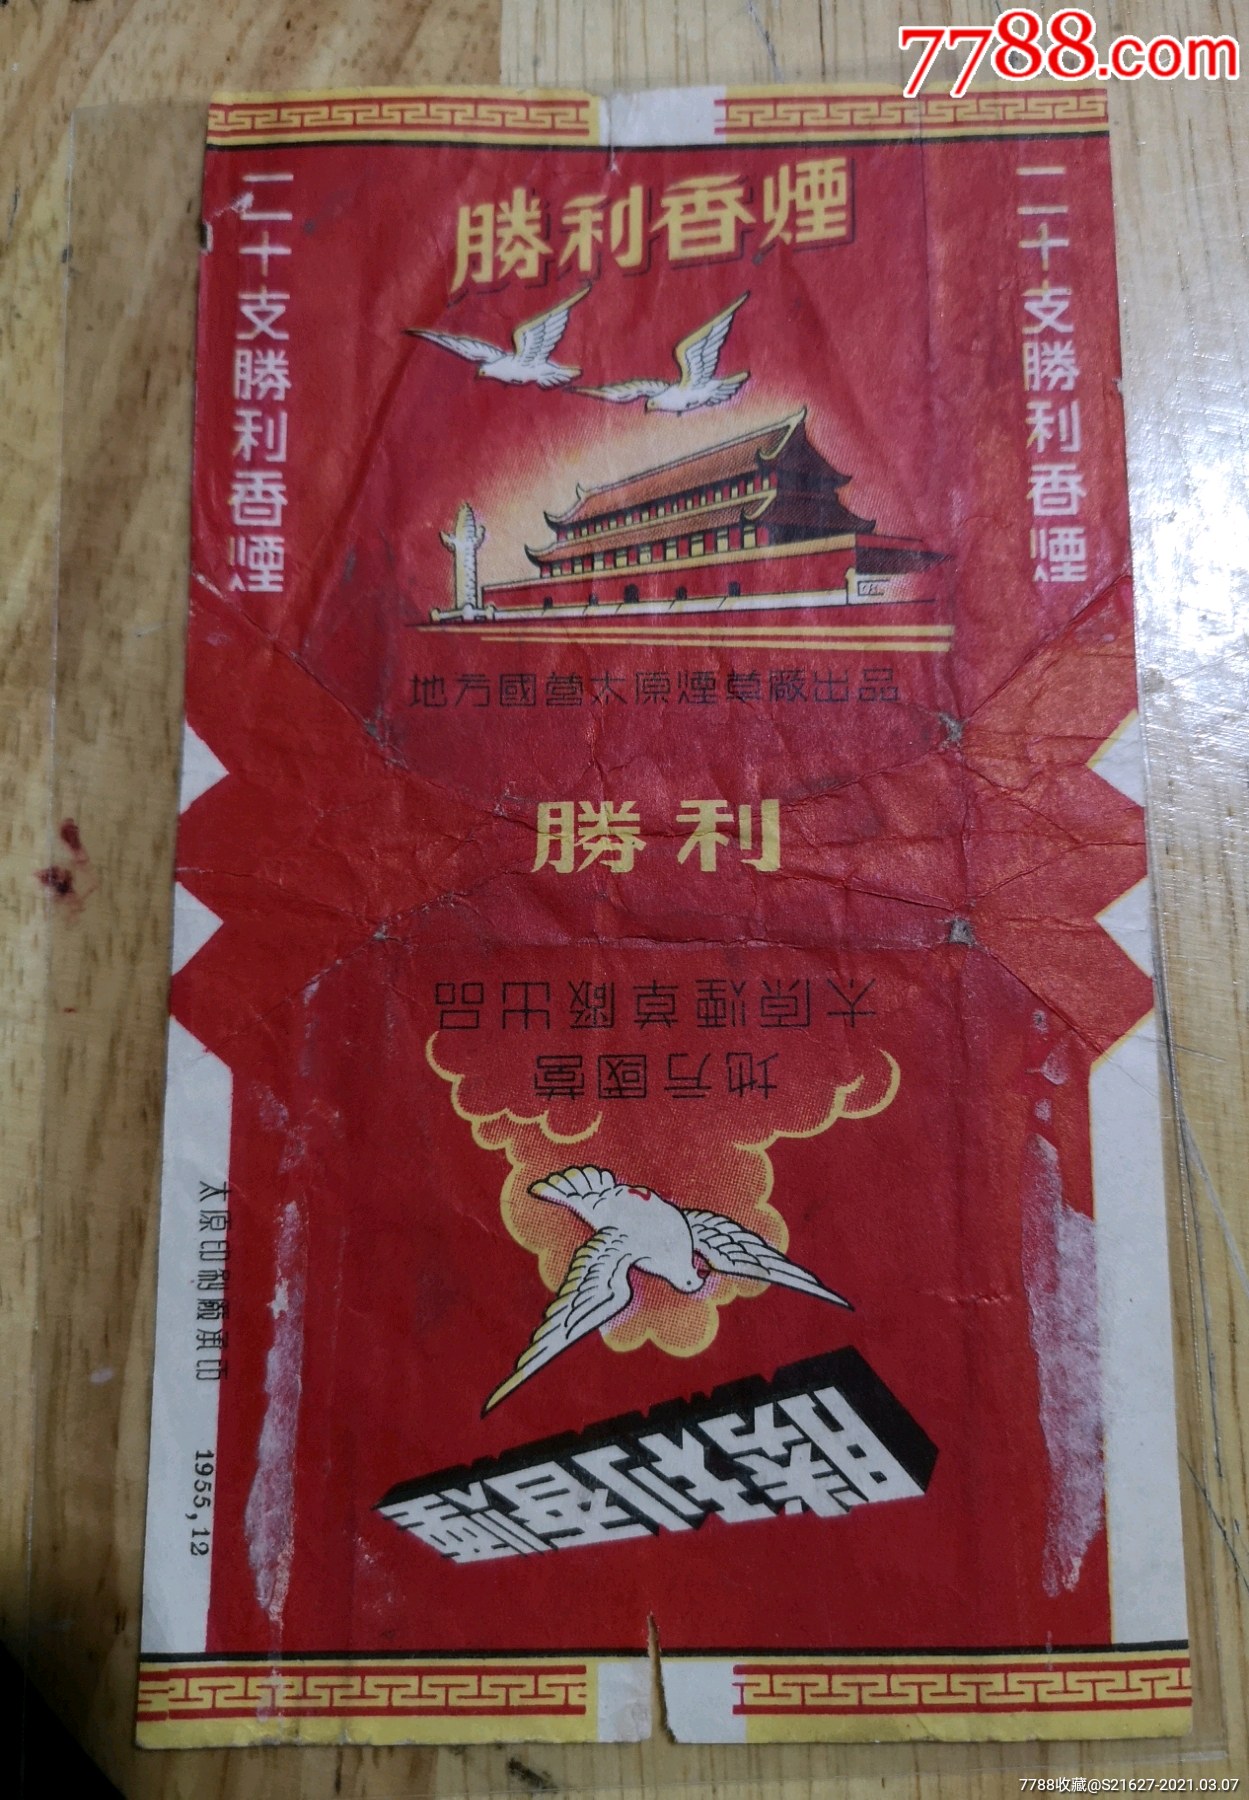 7788.com
勝利香煙
二十支勝利香煙
二十支勝利香煙
地方國营太原煙草廠出品
勝利
地方國營
太原煙草廠出品
勝利香煙
太原印刷廠承印 1955,12
7788收藏@S21627-2021.03.07